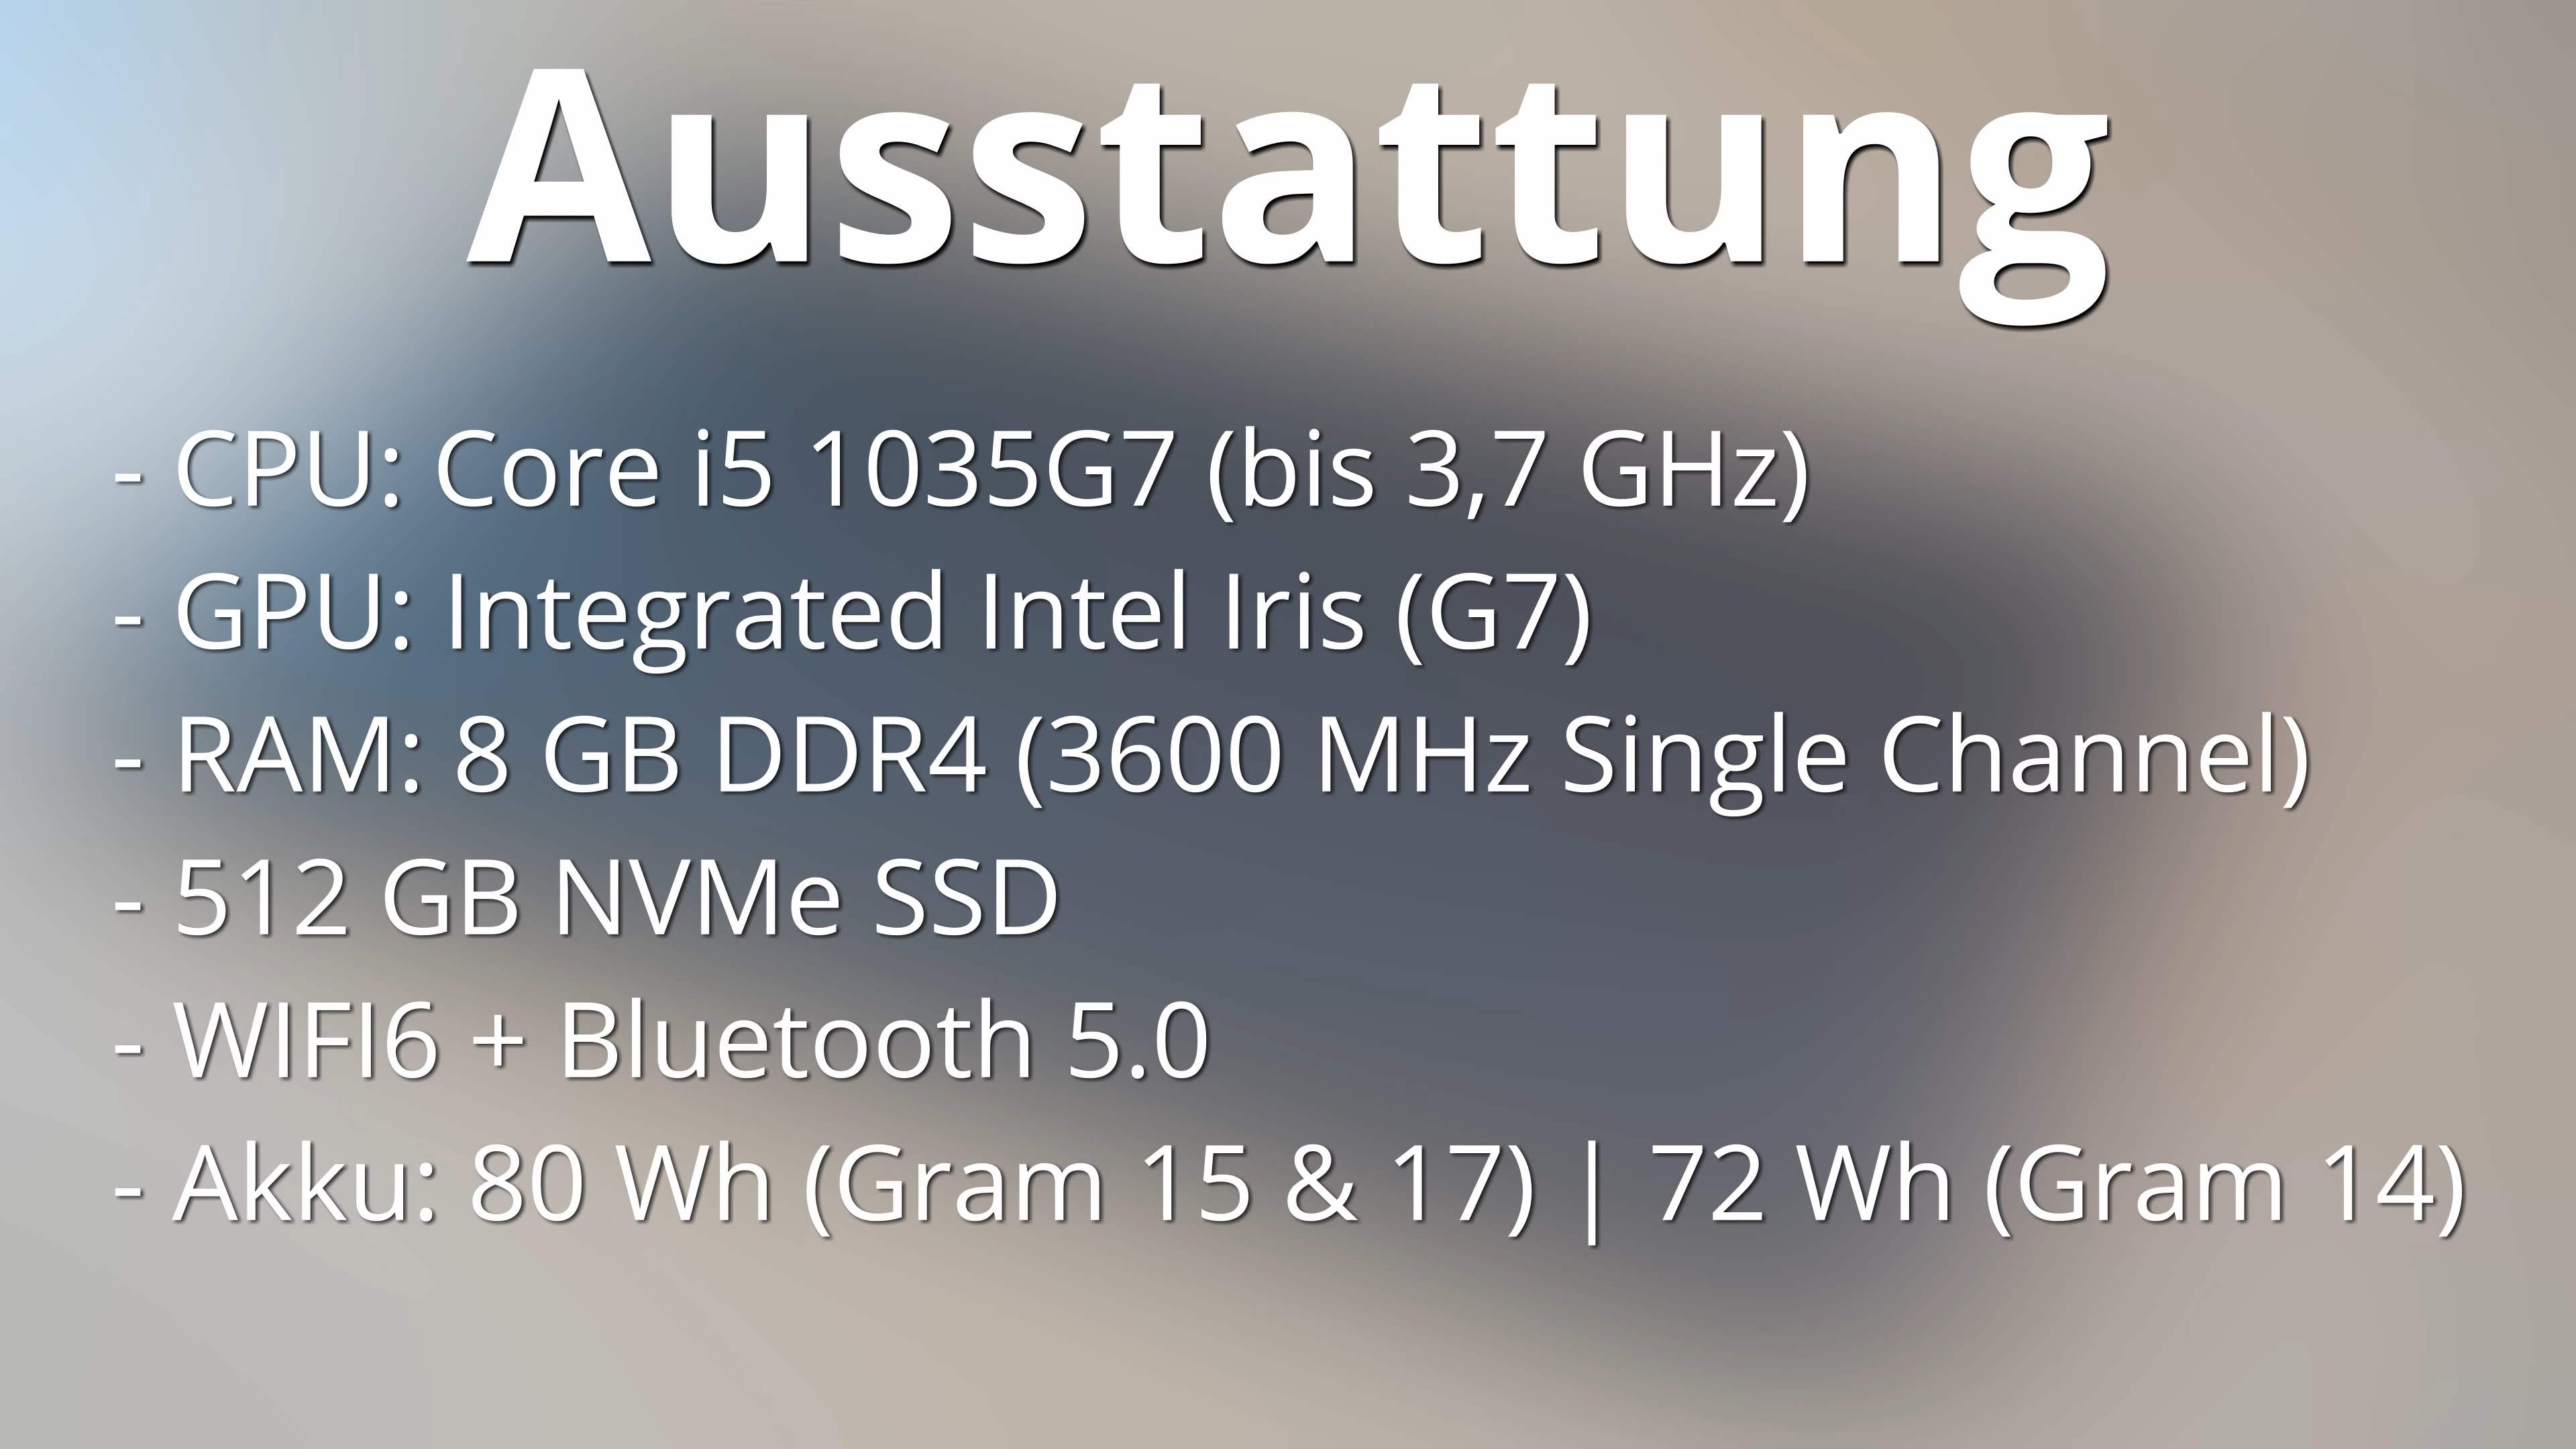 Ausstattung
- CPU: Core i5 1035G7 (bis 3,7 GHz)
- GPU: Integrated Intel Iris (G7)
- RAM: 8 GB DDR4 (3600 MHz Single Channel)
- 512 GB NVMe SSD
- WIFI6 + Bluetooth 5.0
- Akku: 80 Wh (Gram 15 & 17) | 72 Wh (Gram 14)